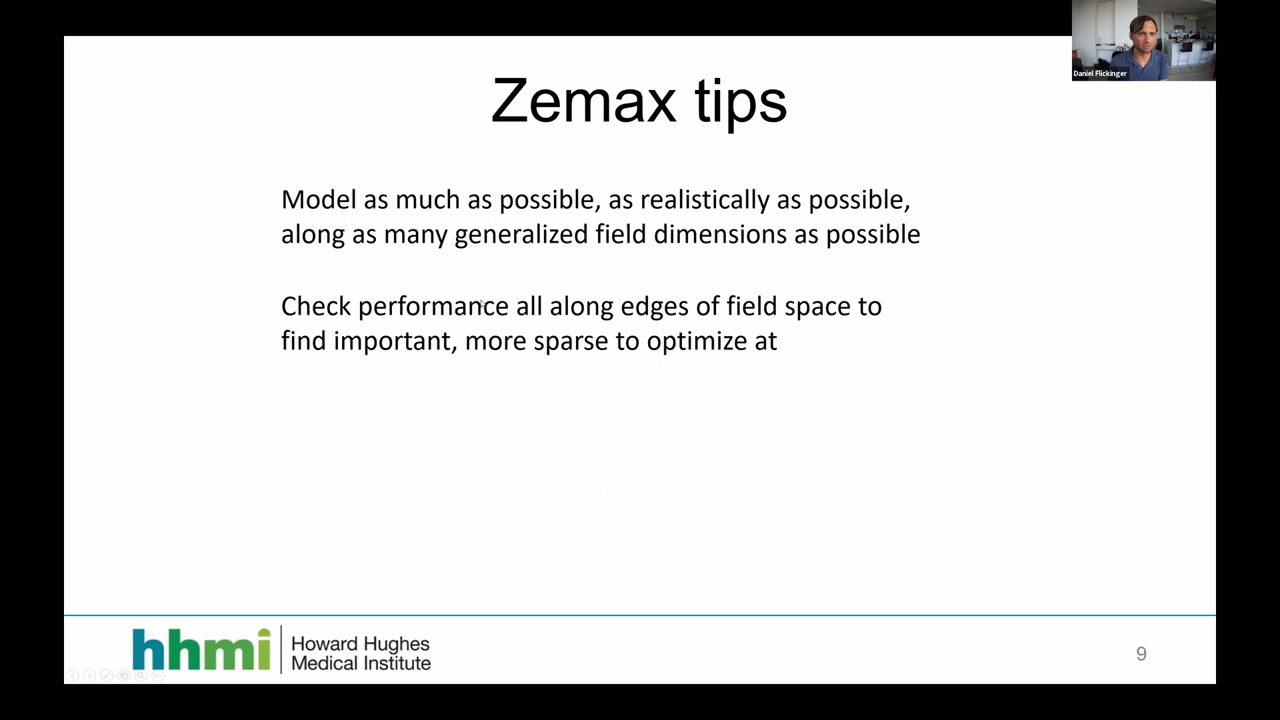 Daniel Flickinger
Zemax tips
Model as much as possible, as realistically as possible,
along as many generalized field dimensions as possible
Check performance all along edges of field space to
find important, more sparse to optimize at
hhmi
Howard Hughes
Medical Institute
9